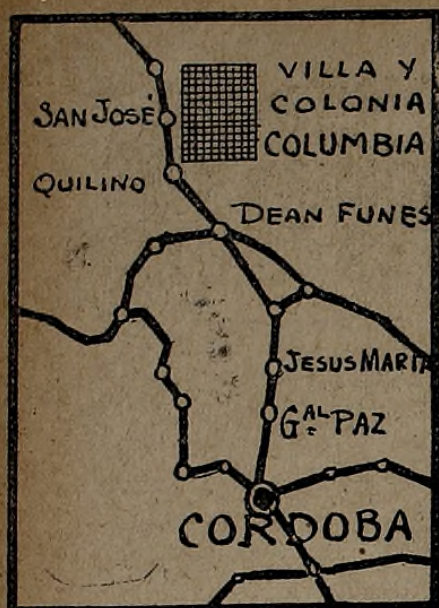 VILLA Y
COLONIA
COLUMBIA
SAN JOSÉ
QUILINO
DEAN FUNES
JESUS MARIA
GAL PAZ
CORDOBA